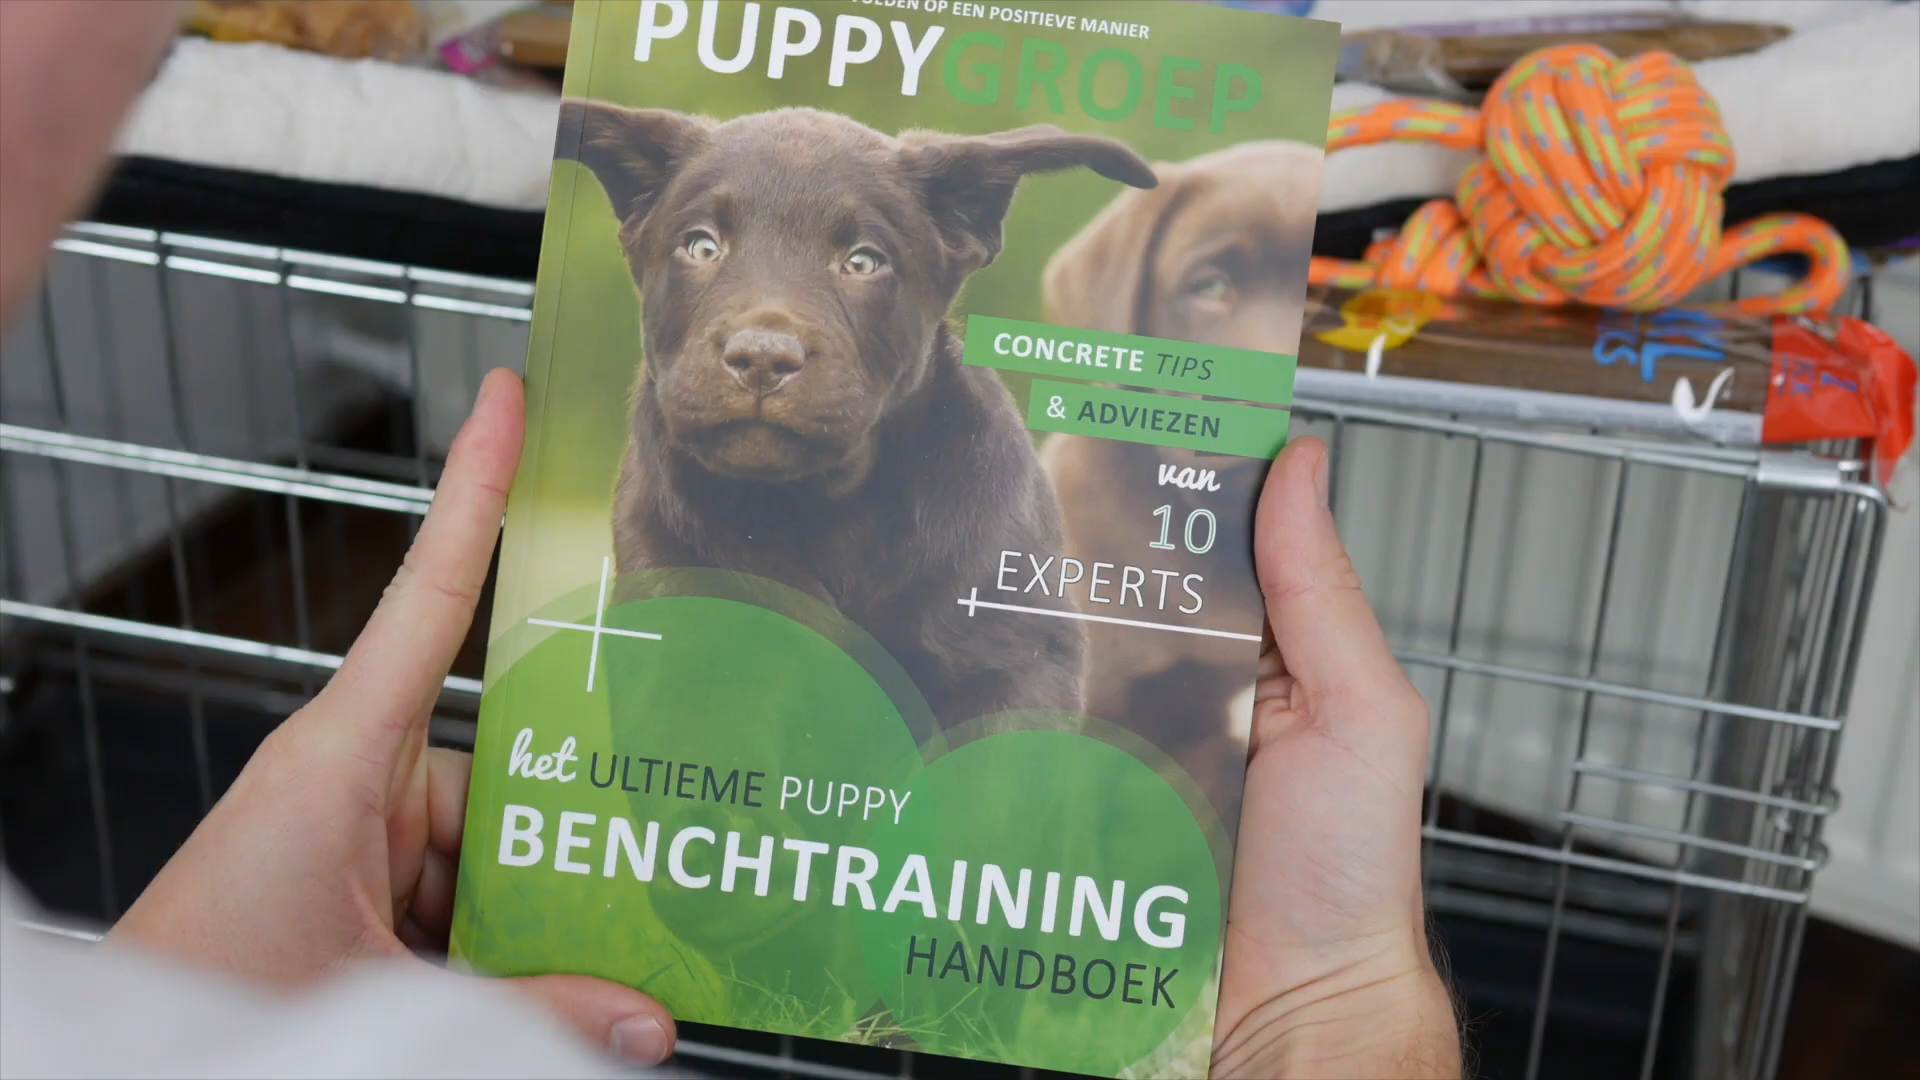 OP EEN POSITIEVE MANIER
PUPPYGROEP
CONCRETE TIPS
& ADVIEZEN
van
10
EXPERTS
het ULTIEME PUPPY
BENCHTRAINING
HANDBOEK